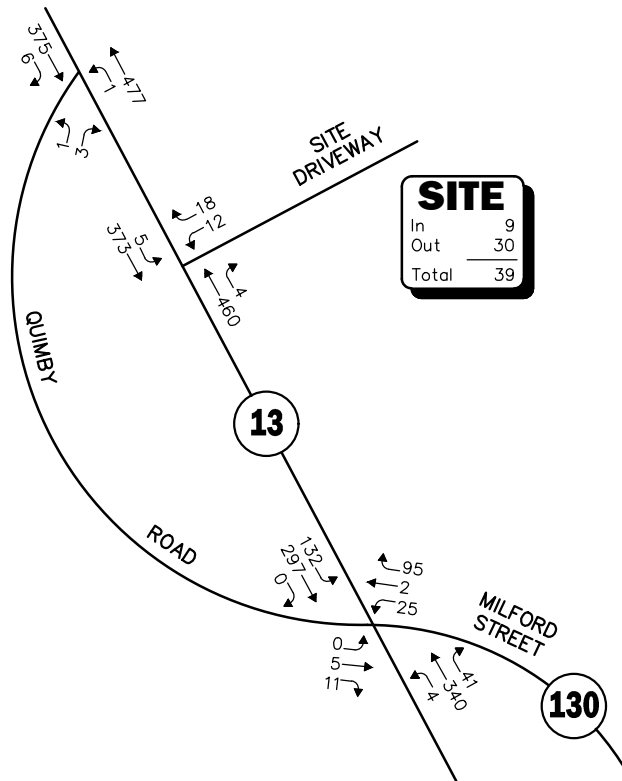 375
6
1
477
1
3
SITE
DRIVEWAY
18
12
373
5
4
460
SITE
In 9
Out 30
Total 39
QUIMBY
13
ROAD
132
297
0
95
2
25
MILFORD
STREET
0
5
11
4
340
41
130